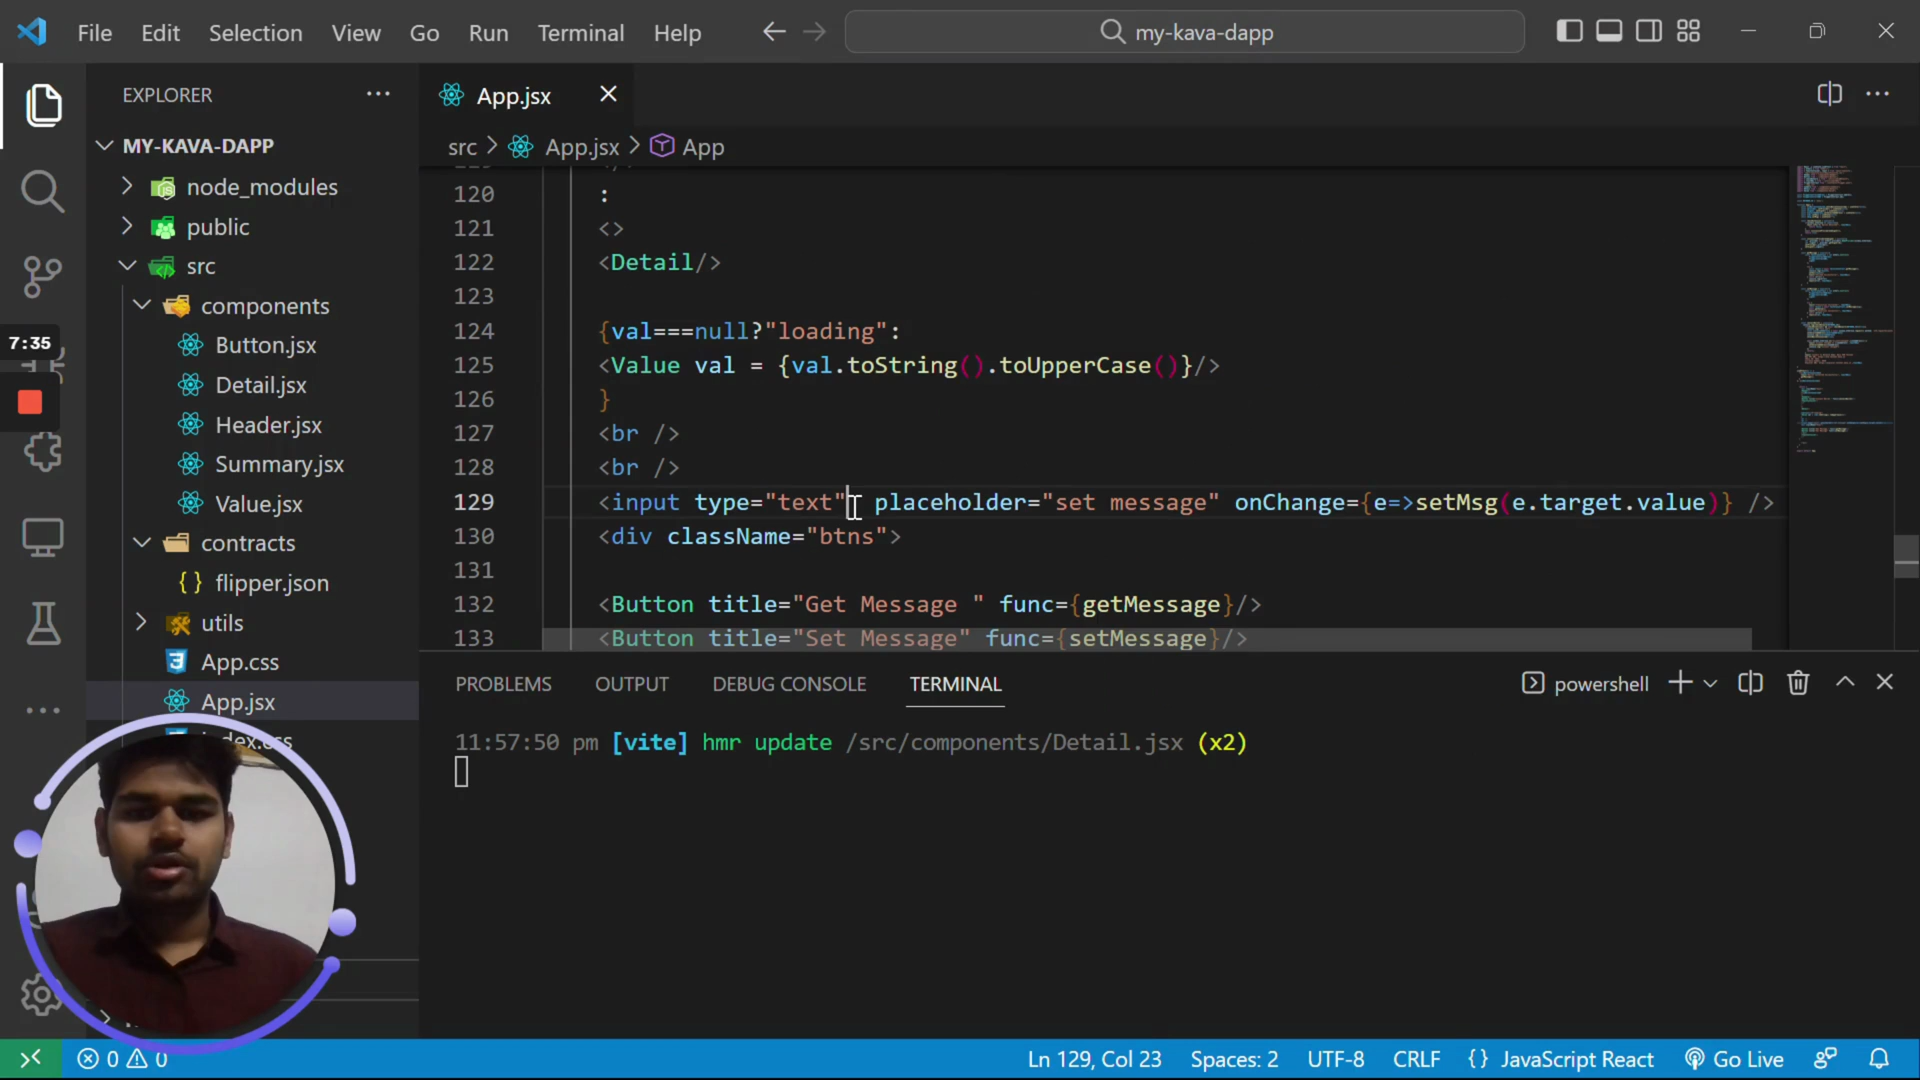 File Edit Selection View Go Run Terminal Help my-kava-dapp
EXPLORER
MY-KAVA-DAPP
node_modules
public
src
components
Button.jsx
Detail.jsx
Header.jsx
Summary.jsx
Value.jsx
contracts
flipper.json
utils
App.css
App.jsx
index.css
7:35
App.jsx
src > App.jsx > App
120 :
121 <>
122 <Detail/>
123
124 {val===null?"loading":
125 <Value val = {val.toString().toUpperCase()}/>
126 }
127 <br />
128 <br />
129 <input type="text" placeholder="set message" onChange={e=>setMsg(e.target.value)} />
130 <div className="btns">
131
132 <Button title="Get Message " func={getMessage}/>
133 <Button title="Set Message" func={setMessage}/>
PROBLEMS OUTPUT DEBUG CONSOLE TERMINAL powershell
11:57:50 pm [vite] hmr update /src/components/Detail.jsx (x2)
0 0 Ln 129, Col 23 Spaces: 2 UTF-8 CRLF {} JavaScript React Go Live